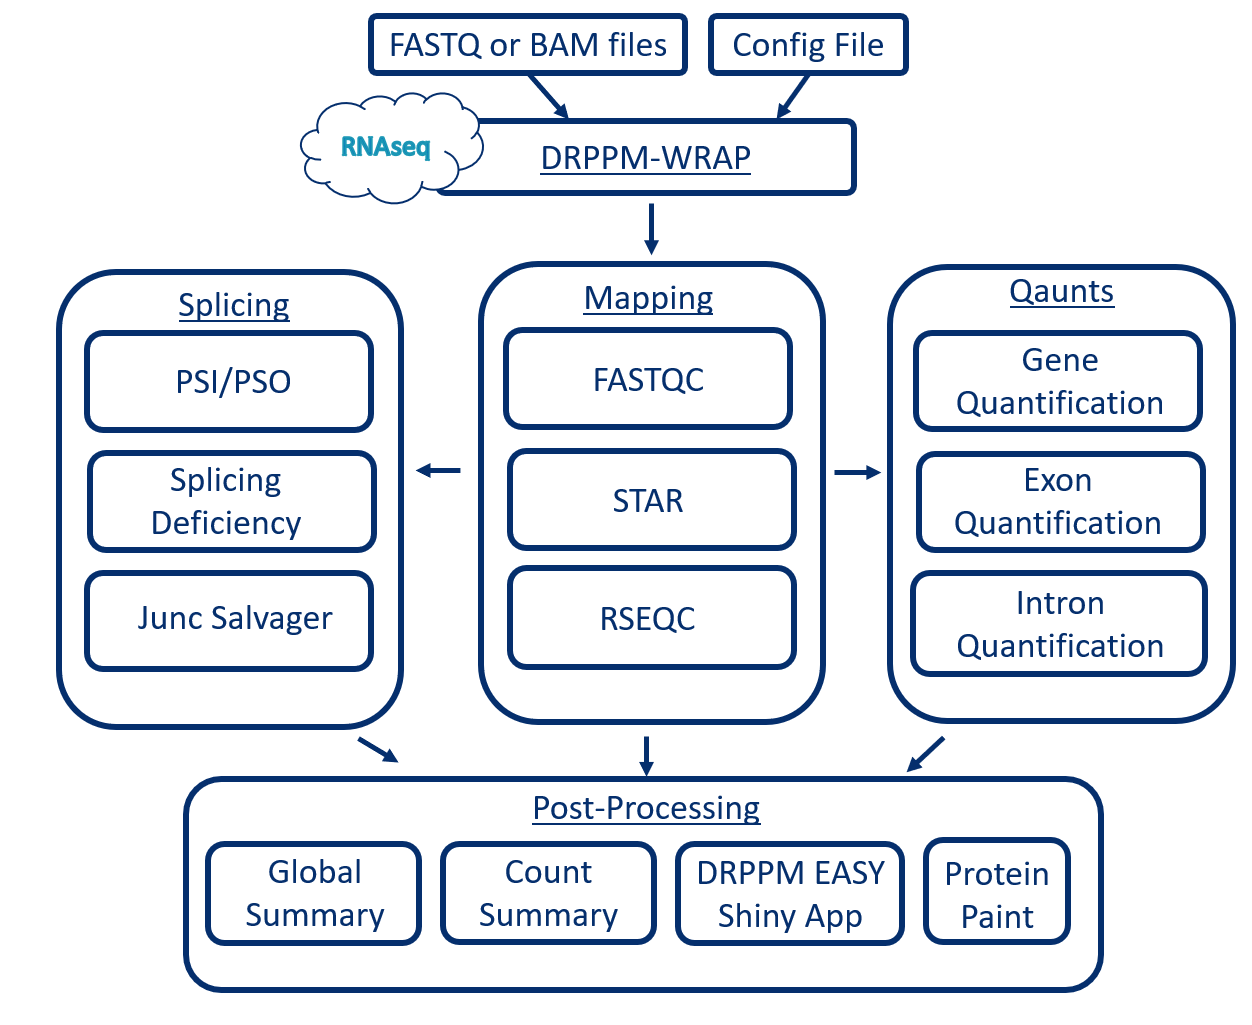 FASTQ or BAM files
Config File
RNAseq
DRPPM-WRAP
Splicing
PSI/PSO
Splicing
Deficiency
Junc Salvager
Mapping
FASTQC
STAR
RSEQC
Qaunts
Gene
Quantification
Exon
Quantification
Intron
Quantification
Post-Processing
Global
Summary
Count
Summary
DRPPM EASY
Shiny App
Protein
Paint